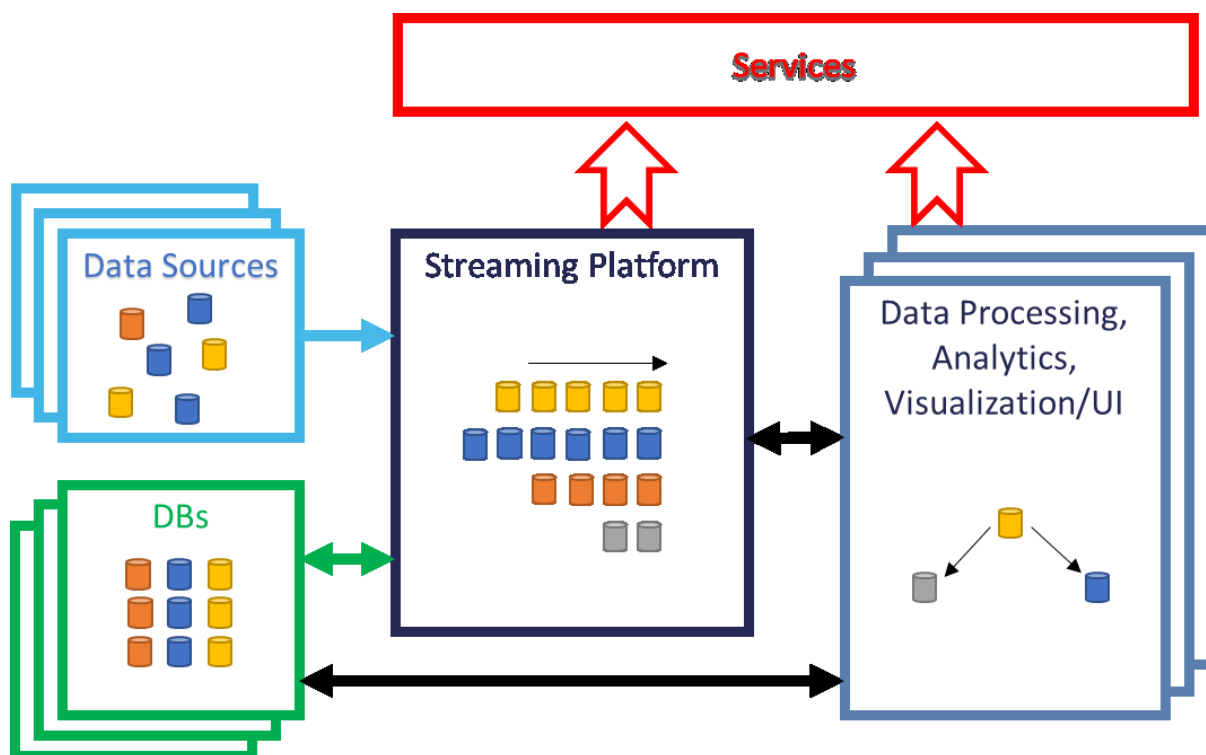 Services
Data Sources
Streaming Platform
Data Processing,
Analytics,
Visualization/UI
DBs